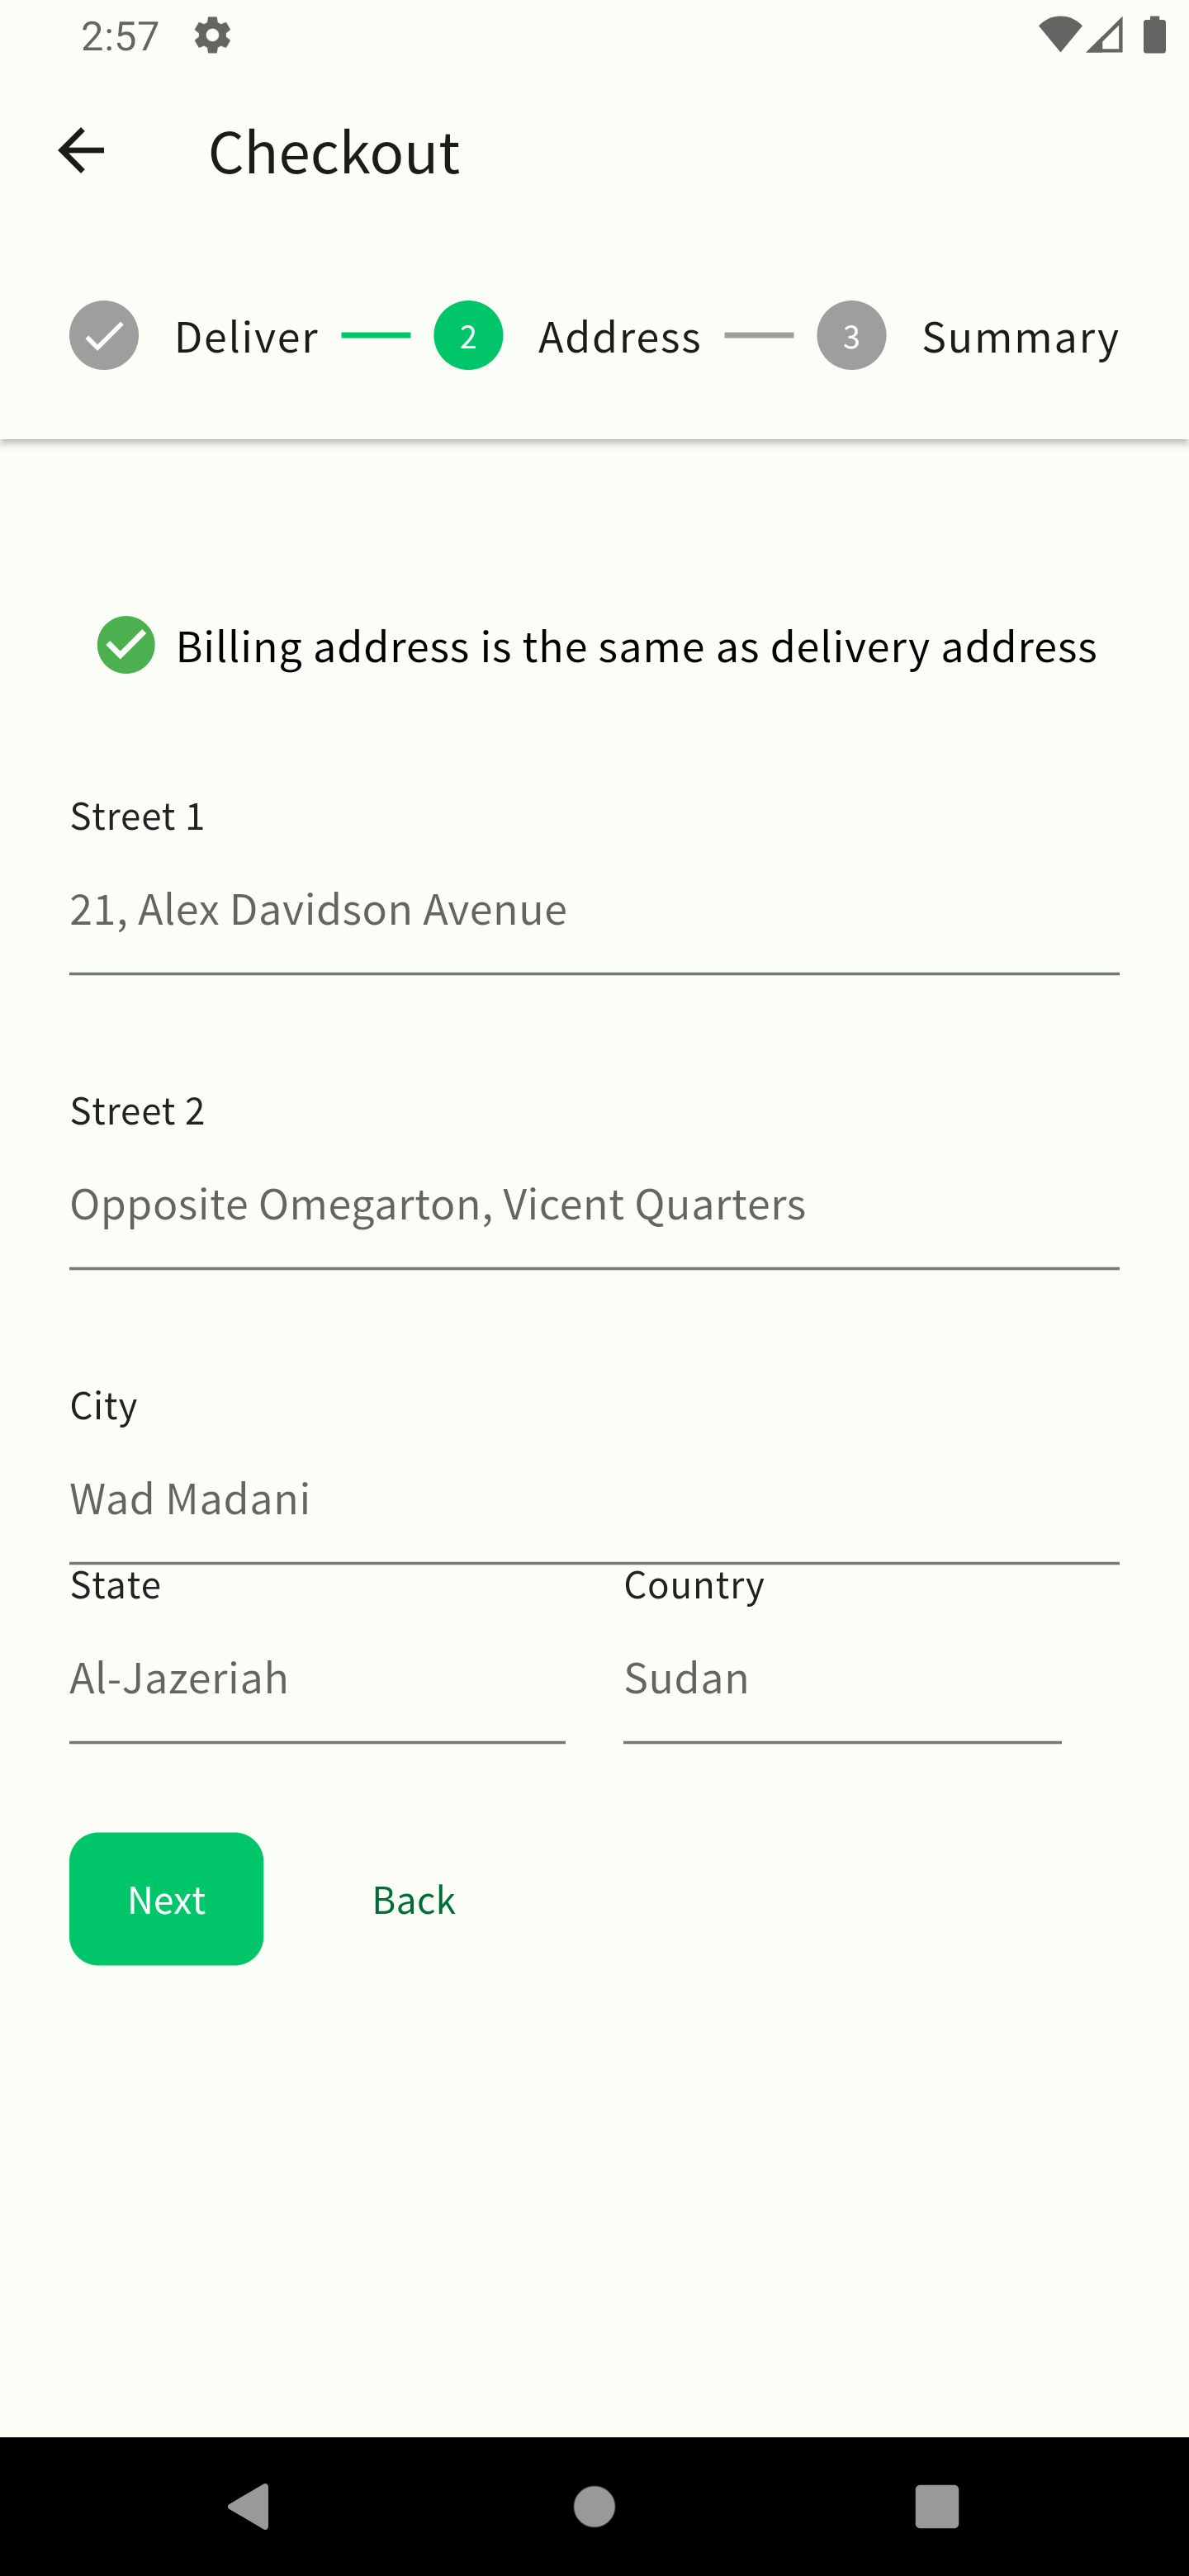 2:57
Checkout
Deliver 2 Address 3 Summary
Billing address is the same as delivery address
Street 1
21, Alex Davidson Avenue
Street 2
Opposite Omegarton, Vicent Quarters
City
Wad Madani
State Country
Al-Jazeriah Sudan
Next Back